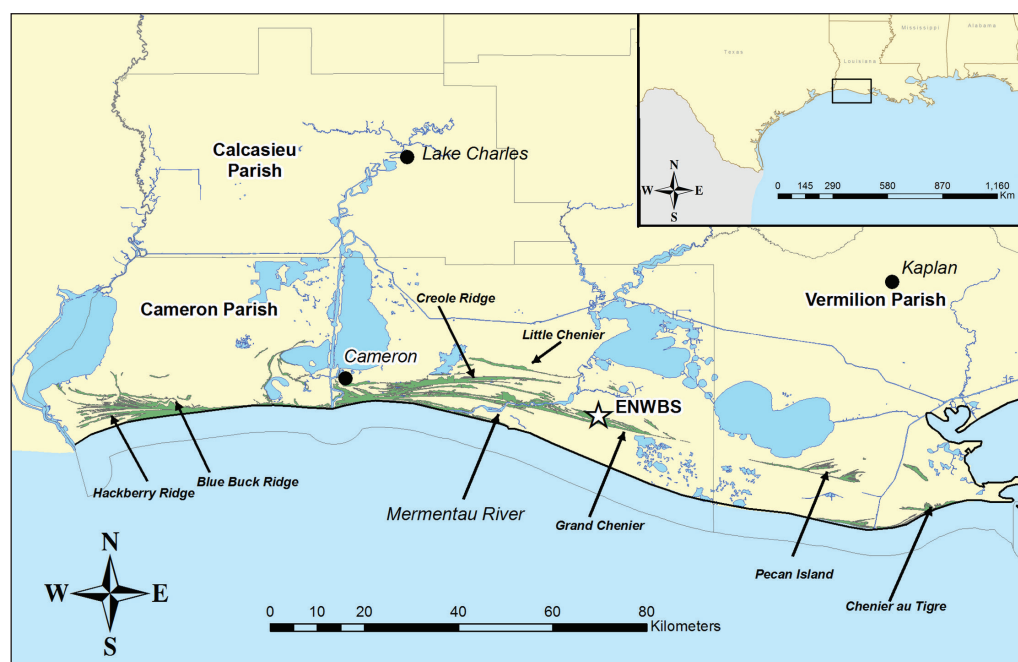 Mississippi
Alabama
Texas
Louisiana
N
W E
S
0 145 290 580 870 1,160
Km
Calcasieu
Parish
Lake Charles
Kaplan
Vermilion Parish
Cameron Parish
Creole Ridge
Little Chenier
Cameron
ENWBS
Blue Buck Ridge
Hackberry Ridge
Mermentau River
Grand Chenier
Pecan Island
Chenier au Tigre
N
W E
S
0 10 20 40 60 80
Kilometers